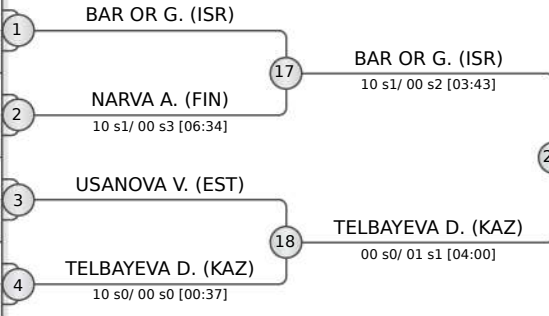 BAR OR G. (ISR)
1
17
BAR OR G. (ISR)
10 s1/ 00 s2 [03:43]
NARVA A. (FIN)
2
10 s1/ 00 s3 [06:34]
2
USANOVA V. (EST)
3
18
TELBAYEVA D. (KAZ)
00 s0/ 01 s1 [04:00]
TELBAYEVA D. (KAZ)
4
10 s0/ 00 s0 [00:37]